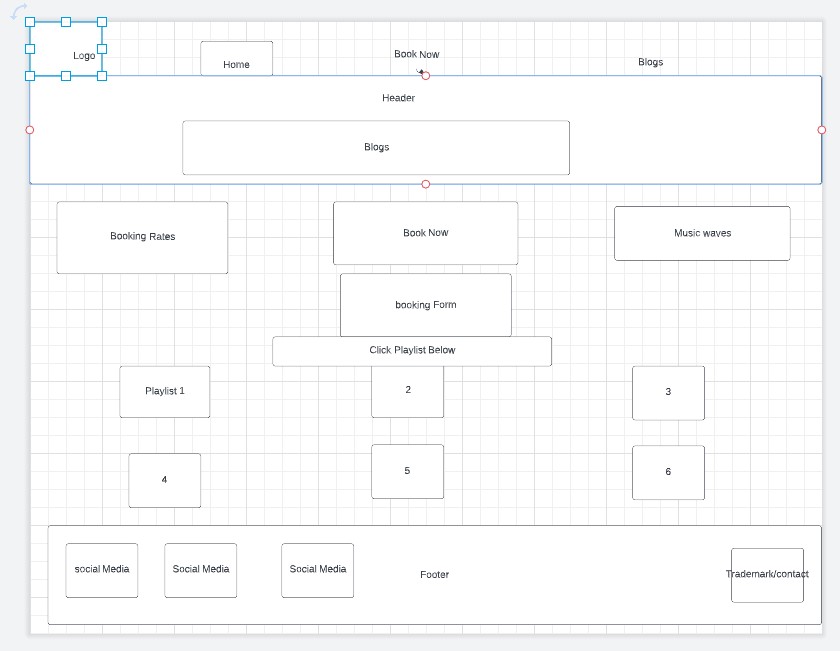 Logo
Home
Book Now
Blogs
Header
Blogs
Booking Rates
Book Now
Music waves
booking Form
Click Playlist Below
Playlist 1
2
3
4
5
6
social Media
Social Media
Social Media
Footer
Trademark/contact